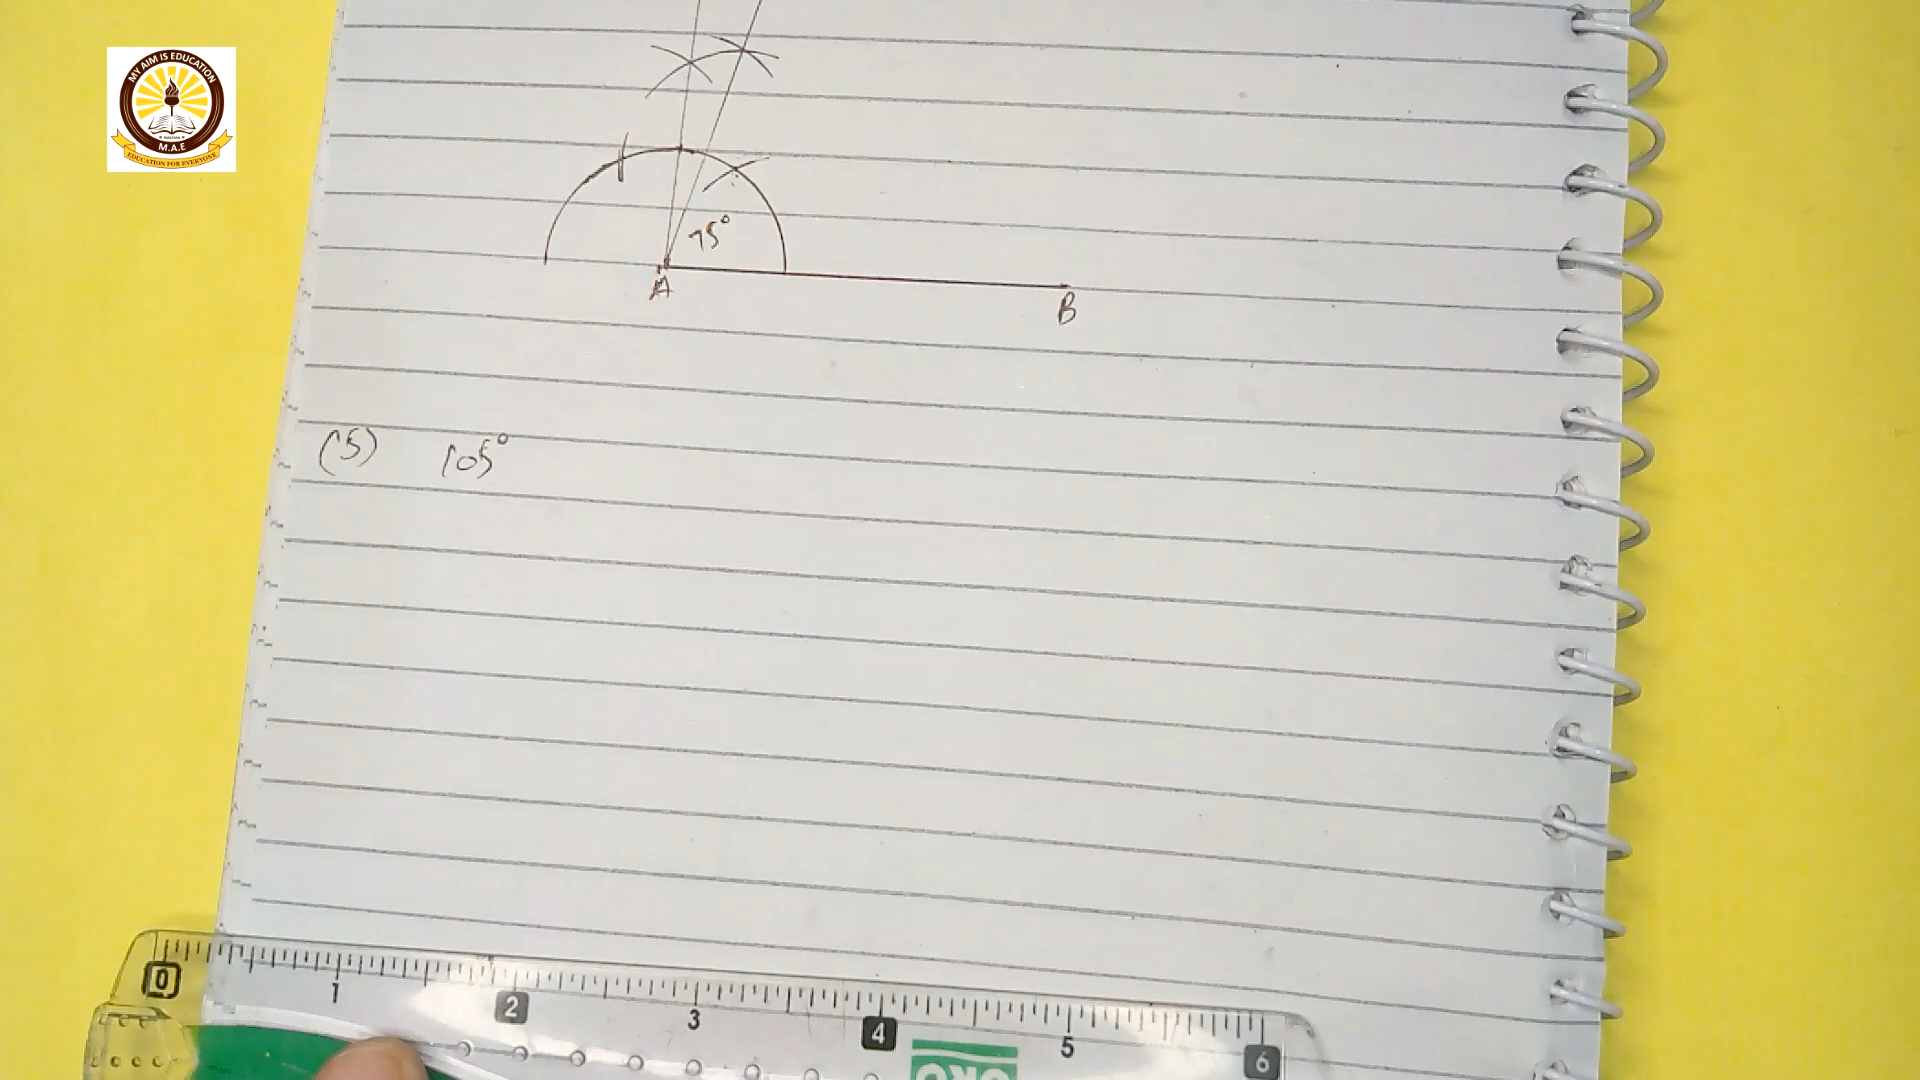 MY AIM IS EDUCATION
M.A.E
EDUCATION FOR EVERYONE
75°
A
B
(5) 105°
0 1 2 3 4 5 6